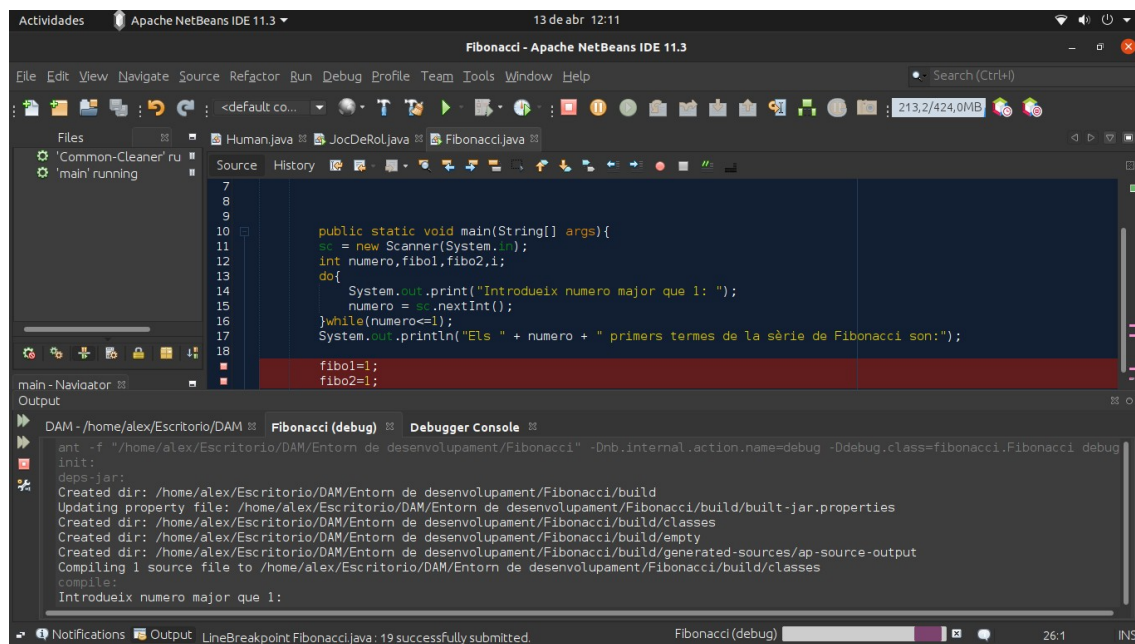 Actividades Apache NetBeans IDE 11.3 13 de abr 12:11
Fibonacci - Apache NetBeans IDE 11.3
File Edit View Navigate Source Refactor Run Debug Profile Team Tools Window Help Search (Ctrl+I)
<default co... 213,2/424,0MB
Files Human.java JocDeRol.java Fibonacci.java
'Common-Cleaner' ru
'main' running
Source History
7
8
9
10 public static void main(String[] args){
11 sc = new Scanner(System.in);
12 int numero,fibo1,fibo2,i;
13 do{
14 System.out.print("Introdueix numero major que 1: ");
15 numero = sc.nextInt();
16 }while(numero<=1);
17 System.out.println("Els " + numero + " primers termes de la sèrie de Fibonacci son:");
18
fibo1=1;
fibo2=1;
main - Navigator
Output
DAM - /home/alex/Escritorio/DAM Fibonacci (debug) Debugger Console
ant -f "/home/alex/Escritorio/DAM/Entorn de desenvolupament/Fibonacci" -Dnb.internal.action.name=debug -Ddebug.class=fibonacci.Fibonacci debug
init:
deps-jar:
Created dir: /home/alex/Escritorio/DAM/Entorn de desenvolupament/Fibonacci/build
Updating property file: /home/alex/Escritorio/DAM/Entorn de desenvolupament/Fibonacci/build/built-jar.properties
Created dir: /home/alex/Escritorio/DAM/Entorn de desenvolupament/Fibonacci/build/classes
Created dir: /home/alex/Escritorio/DAM/Entorn de desenvolupament/Fibonacci/build/empty
Created dir: /home/alex/Escritorio/DAM/Entorn de desenvolupament/Fibonacci/build/generated-sources/ap-source-output
Compiling 1 source file to /home/alex/Escritorio/DAM/Entorn de desenvolupament/Fibonacci/build/classes
compile:
Introdueix numero major que 1:
Notifications Output LineBreakpoint Fibonacci.java : 19 successfully submitted. Fibonacci (debug) 26:1 INS